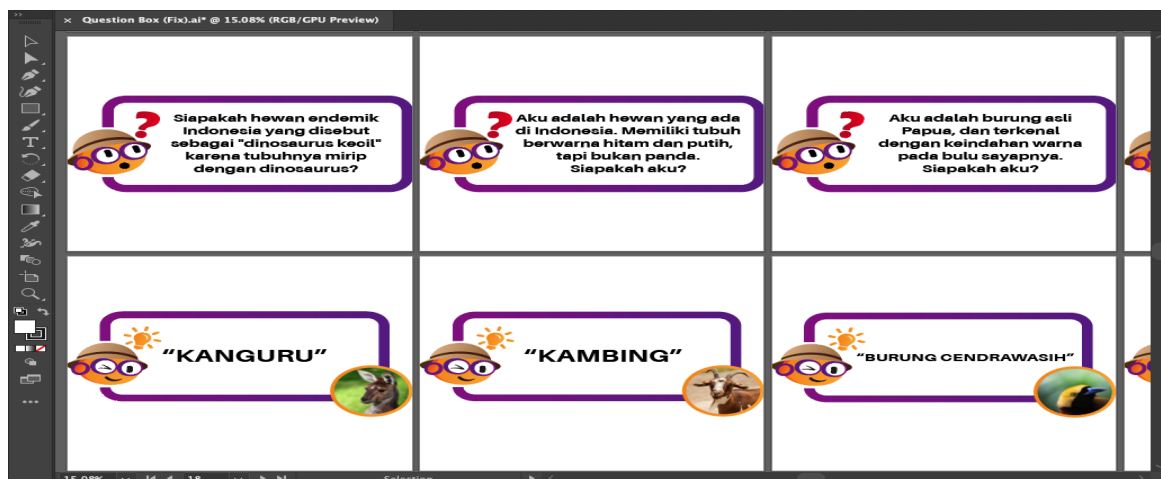 × Question Box (Fix).ai* @ 15.08% (RGB/GPU Preview)
Siapakah hewan endemik
Indonesia yang disebut
sebagai "dinosaurus kecil"
karena tubuhnya mirip
dengan dinosaurus?
Aku adalah hewan yang ada
di Indonesia. Memiliki tubuh
berwarna hitam dan putih,
tapi bukan panda.
Siapakah aku?
Aku adalah burung asli
Papua, dan terkenal
dengan keindahan warna
pada bulu sayapnya.
Siapakah aku?
“KANGURU”
“KAMBING”
“BURUNG CENDRAWASIH”
15.08% 18 Selection